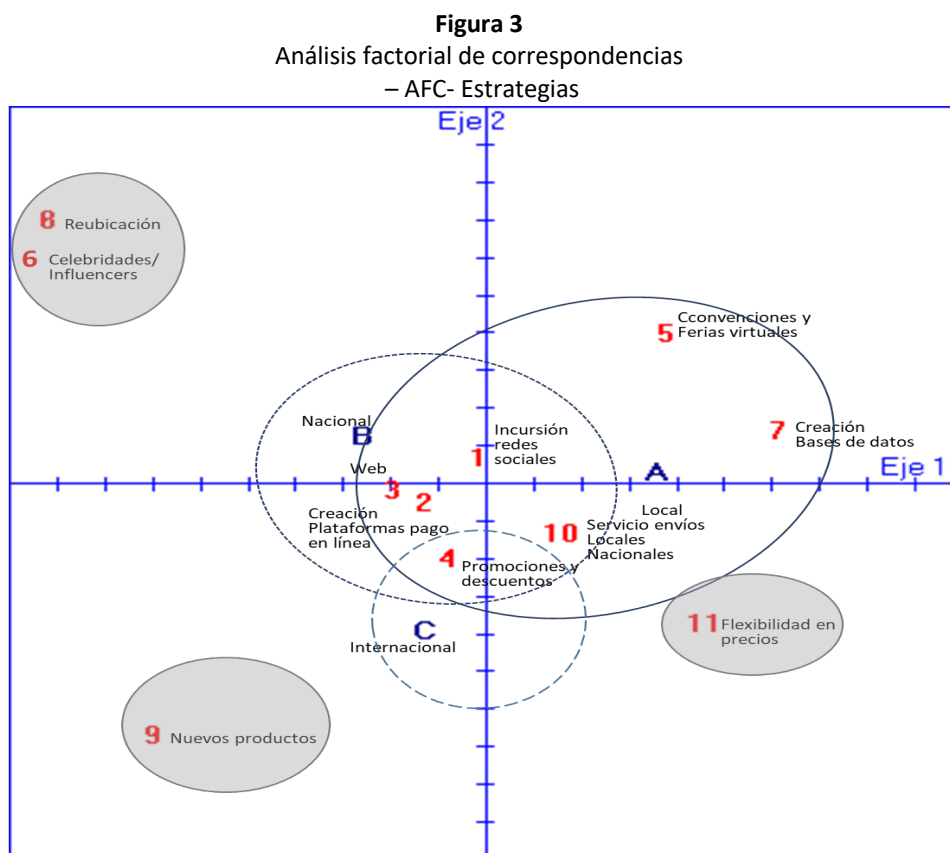 Figura 3
Análisis factorial de correspondencias
– AFC- Estrategias
Eje 2
8 Reubicación
6 Celebridades/
Influencers
5 Cconvenciones y
Ferias virtuales
Nacional
B
1 Incursión
redes
sociales
7 Creación
Bases de datos
Eje 1
Web
3
2
A
Local
Creación
Plataformas pago
en línea
10 Servicio envíos
Locales
Nacionales
4 Promociones y
descuentos
C
Internacional
11 Flexibilidad en
precios
9 Nuevos productos